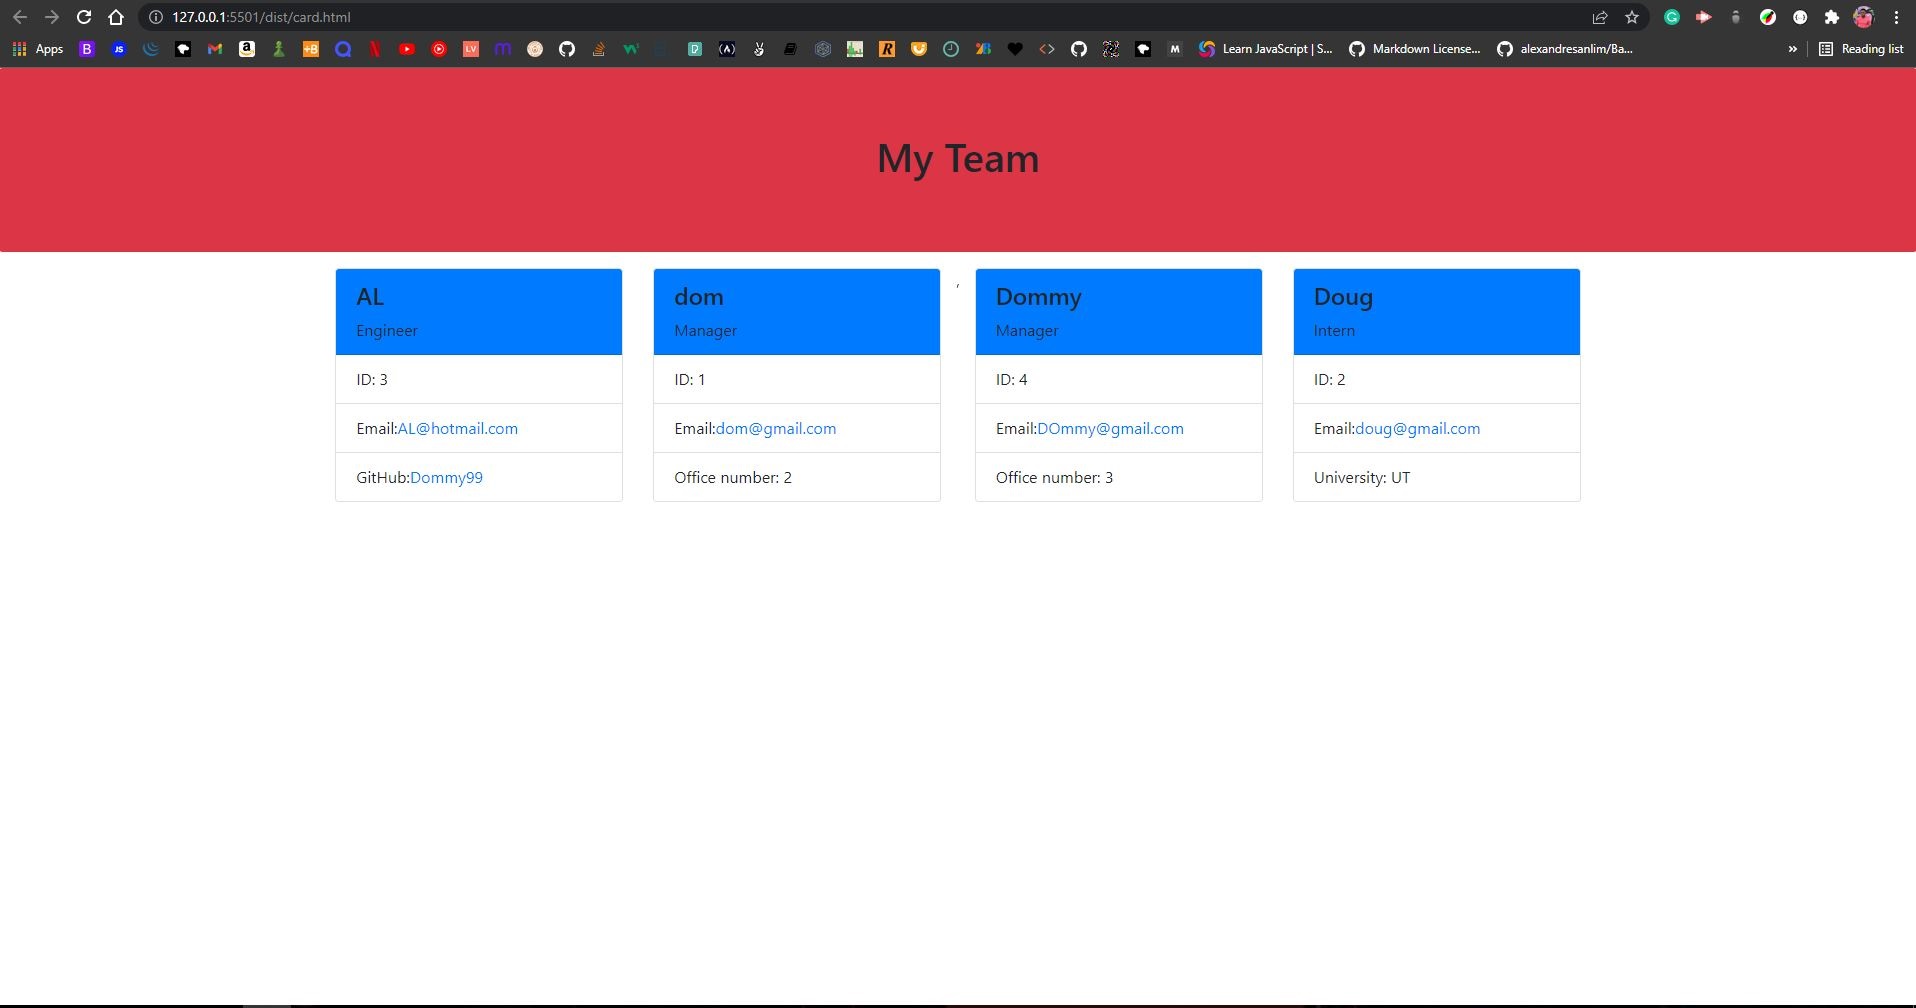 127.0.0.1:5501/dist/card.html
Apps
Learn JavaScript | S...
Markdown License...
alexandresanlim/Ba...
»
Reading list
My Team
AL
Engineer
ID: 3
Email:AL@hotmail.com
GitHub:Dommy99
dom
Manager
ID: 1
Email:dom@gmail.com
Office number: 2
,
Dommy
Manager
ID: 4
Email:DOmmy@gmail.com
Office number: 3
Doug
Intern
ID: 2
Email:doug@gmail.com
University: UT